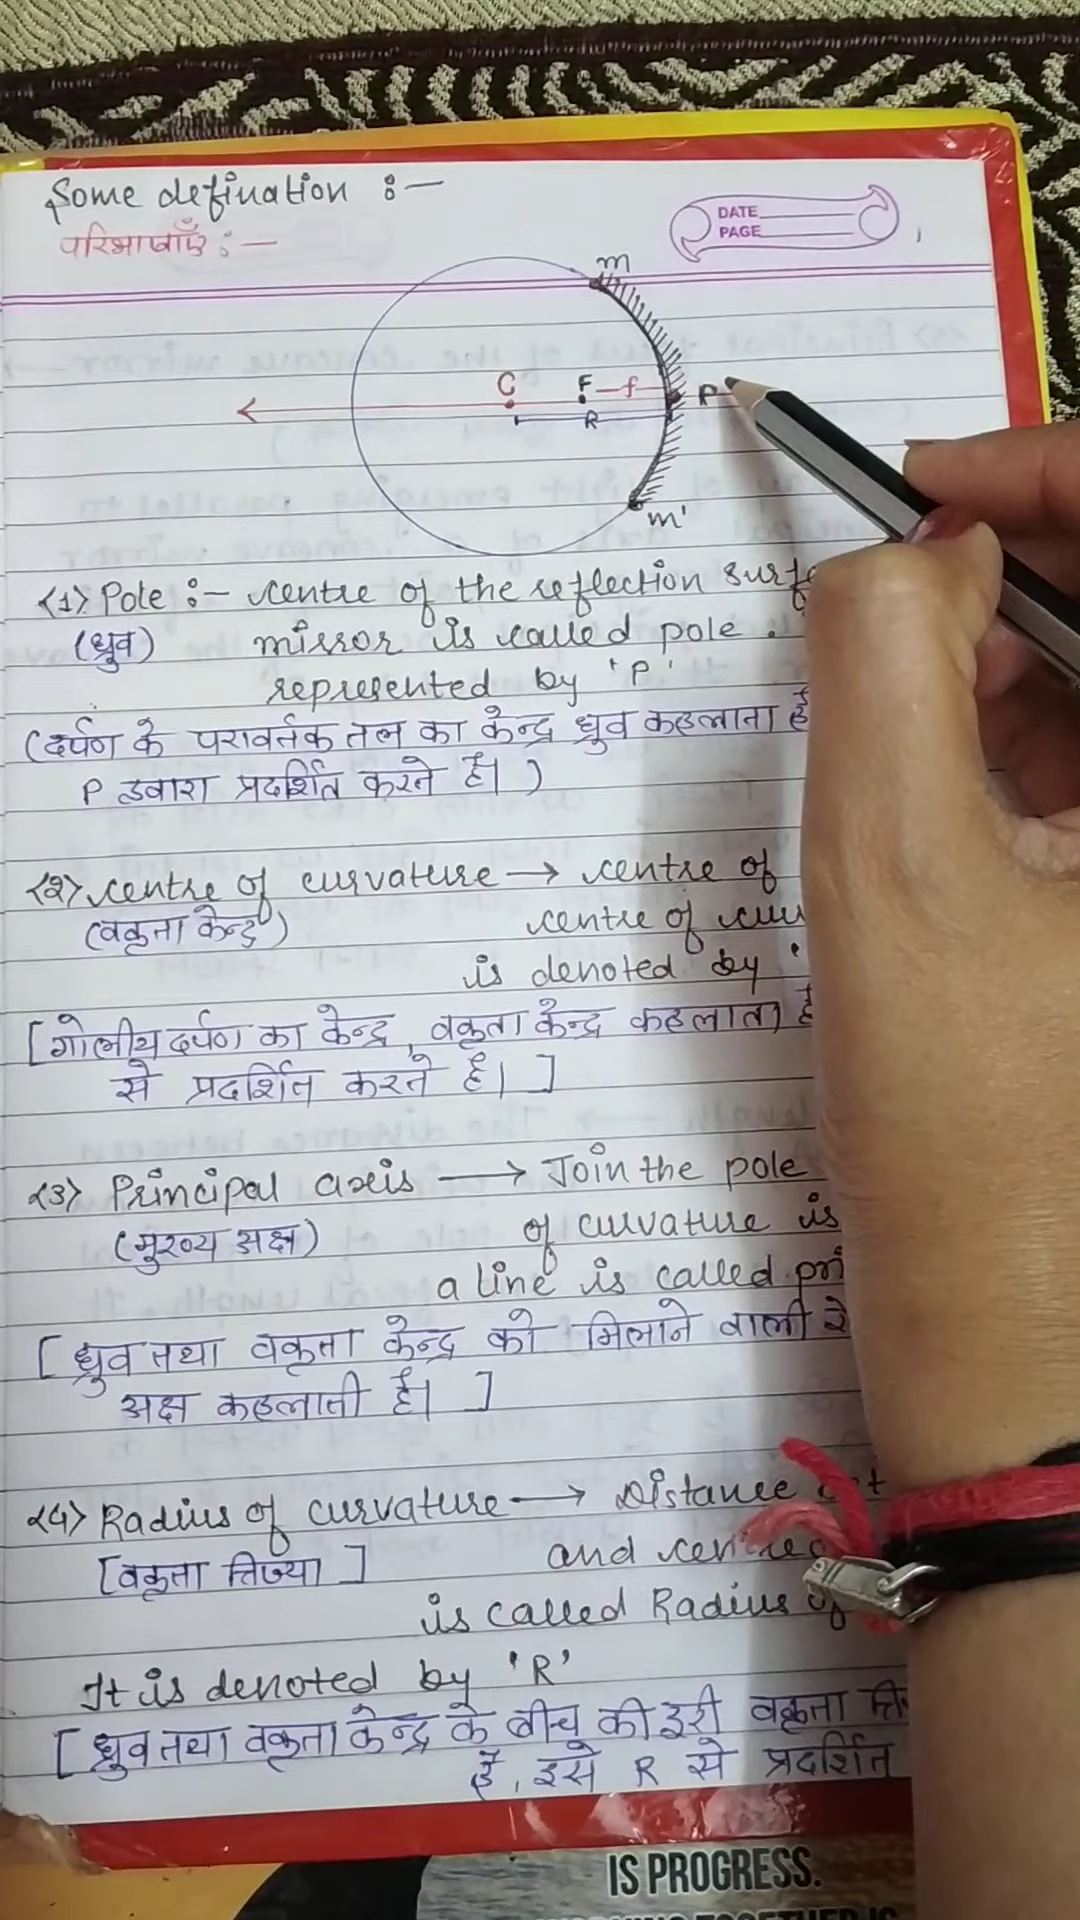 Some defination :-
परिभाषाएँ :-
DATE
PAGE
m
C F f P
R
m'
<1> Pole :- centre of the reflection
(ध्रुव) mirror is called pole.
represented by 'P'
(दर्पण के परावर्तक तल का केन्द्र ध्रुव कहलाता है
P डवारा प्रदर्शित करते है। )
<2> centre of curvature → centre of
(वक्रता केन्द्र) centre of
is denoted by '
[गोलीय दर्पण का केन्द्र, वक्रता केन्द्र कहलाता है
से प्रदर्शित करते है। ]
<3> Principal axis → Join the pole
(मुख्य अक्ष) of curvature is
a line is called
[ ध्रुव तथा वक्रता केन्द्र को मिलाने वाली
अक्ष कहलाती है। ]
<4> Radius of curvature → Distance
[वक्रता त्रिज्या ] and
is called Radius
It is denoted by 'R'
[ ध्रुव तथा वक्रता केन्द्र के बीच की दूरी वक्रता
है, इसे R से प्रदर्शित
IS PROGRESS.